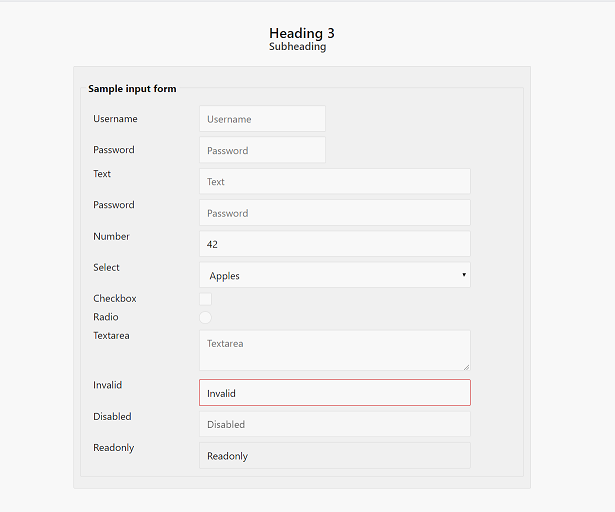 Heading 3
Subheading
Sample input form
Username Username
Password Password
Text Text
Password Password
Number 42
Select Apples
Checkbox
Radio
Textarea Textarea
Invalid Invalid
Disabled Disabled
Readonly Readonly